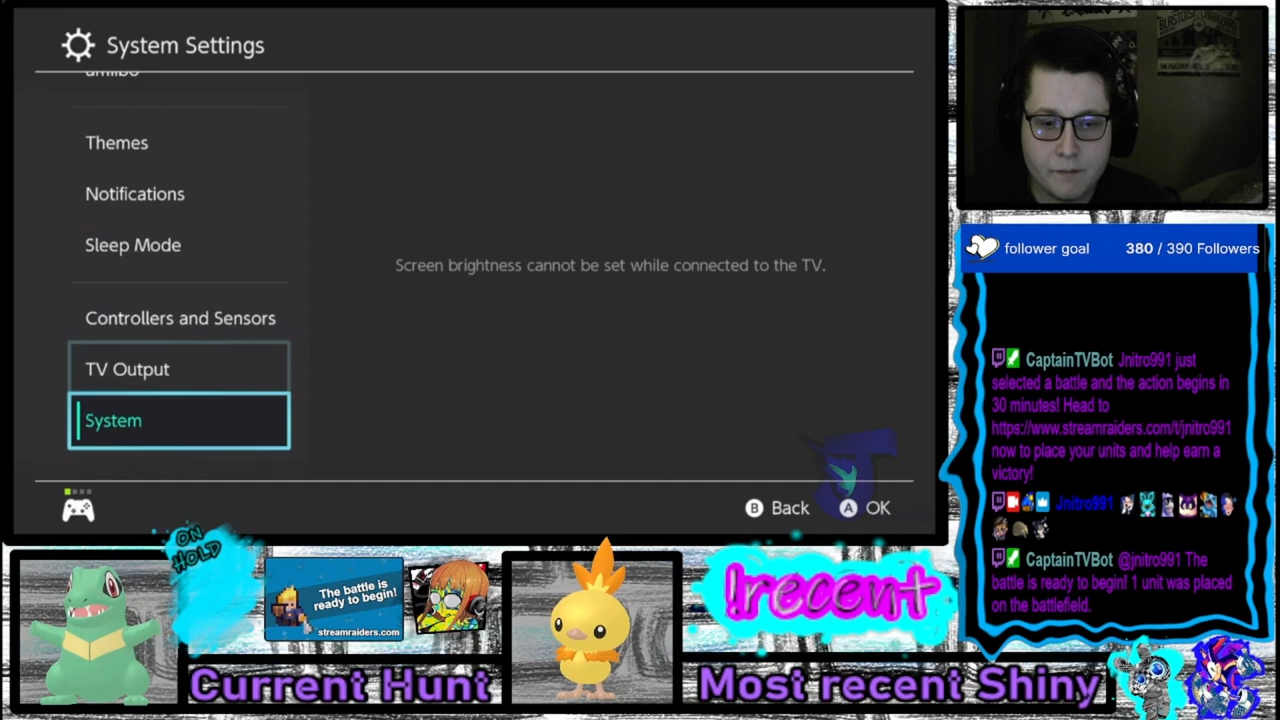 System Settings
amiibo
Themes
Notifications
Sleep Mode
Controllers and Sensors
TV Output
System
Screen brightness cannot be set while connected to the TV.
B Back
A OK
follower goal 380 / 390 Followers
CaptainTVBot Jnitro991 just
selected a battle and the action begins in
30 minutes! Head to
https://www.streamraiders.com/t/jnitro991
now to place your units and help earn a
victory!
Jnitro991
CaptainTVBot @jnitro991 The
battle is ready to begin! 1 unit was placed
on the battlefield.
ON
HOLD
The battle is
ready to begin!
streamraiders.com
!recent
Current Hunt
Most recent Shiny